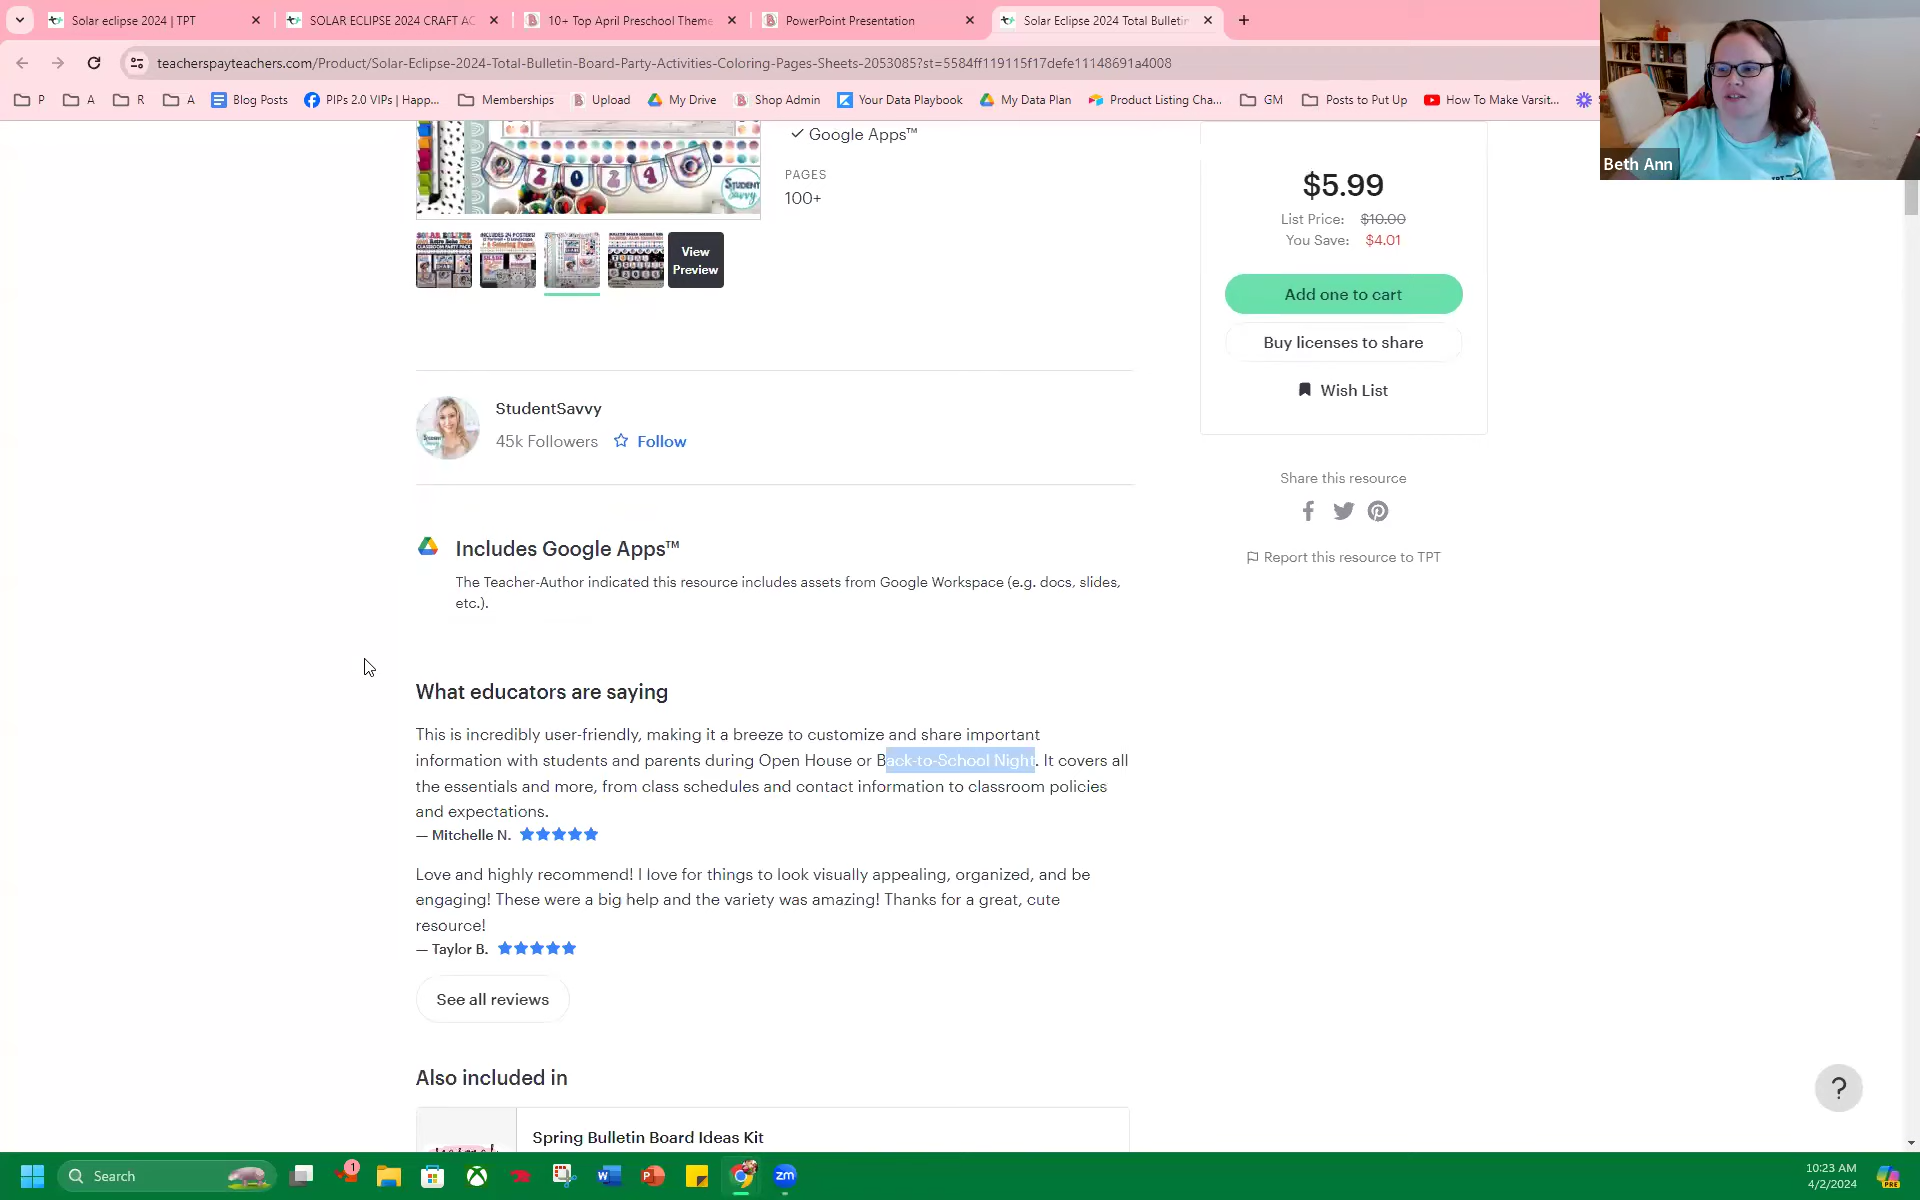 Solar eclipse 2024 | TPT
SOLAR ECLIPSE 2024 CRAFT AC
10+ Top April Preschool Theme
PowerPoint Presentation
Solar Eclipse 2024 Total Bulletin
teacherspayteachers.com/Product/Solar-Eclipse-2024-Total-Bulletin-Board-Party-Activities-Coloring-Pages-Sheets-2053085?st=5584ff119115f17defe11148691a4008
P
A
R
A
Blog Posts
PIPs 2.0 VIPs | Happ...
Memberships
Upload
My Drive
Shop Admin
Your Data Playbook
My Data Plan
Product Listing Cha...
GM
Posts to Put Up
How To Make Varsit...
Beth Ann
2024
STUDENT
Savvy
✓ Google Apps™
PAGES
100+
View
Preview
$5.99
List Price: $10.00
You Save: $4.01
Add one to cart
Buy licenses to share
Wish List
StudentSavvy
45k Followers Follow
Share this resource
Report this resource to TPT
Includes Google Apps™
The Teacher-Author indicated this resource includes assets from Google Workspace (e.g. docs, slides,
etc.).
What educators are saying
This is incredibly user-friendly, making it a breeze to customize and share important
information with students and parents during Open House or Back-to-School Night. It covers all
the essentials and more, from class schedules and contact information to classroom policies
and expectations.
— Mitchelle N.
Love and highly recommend! I love for things to look visually appealing, organized, and be
engaging! These were a big help and the variety was amazing! Thanks for a great, cute
resource!
— Taylor B.
See all reviews
Also included in
Spring Bulletin Board Ideas Kit
?
Search
1
zm
10:23 AM
4/2/2024